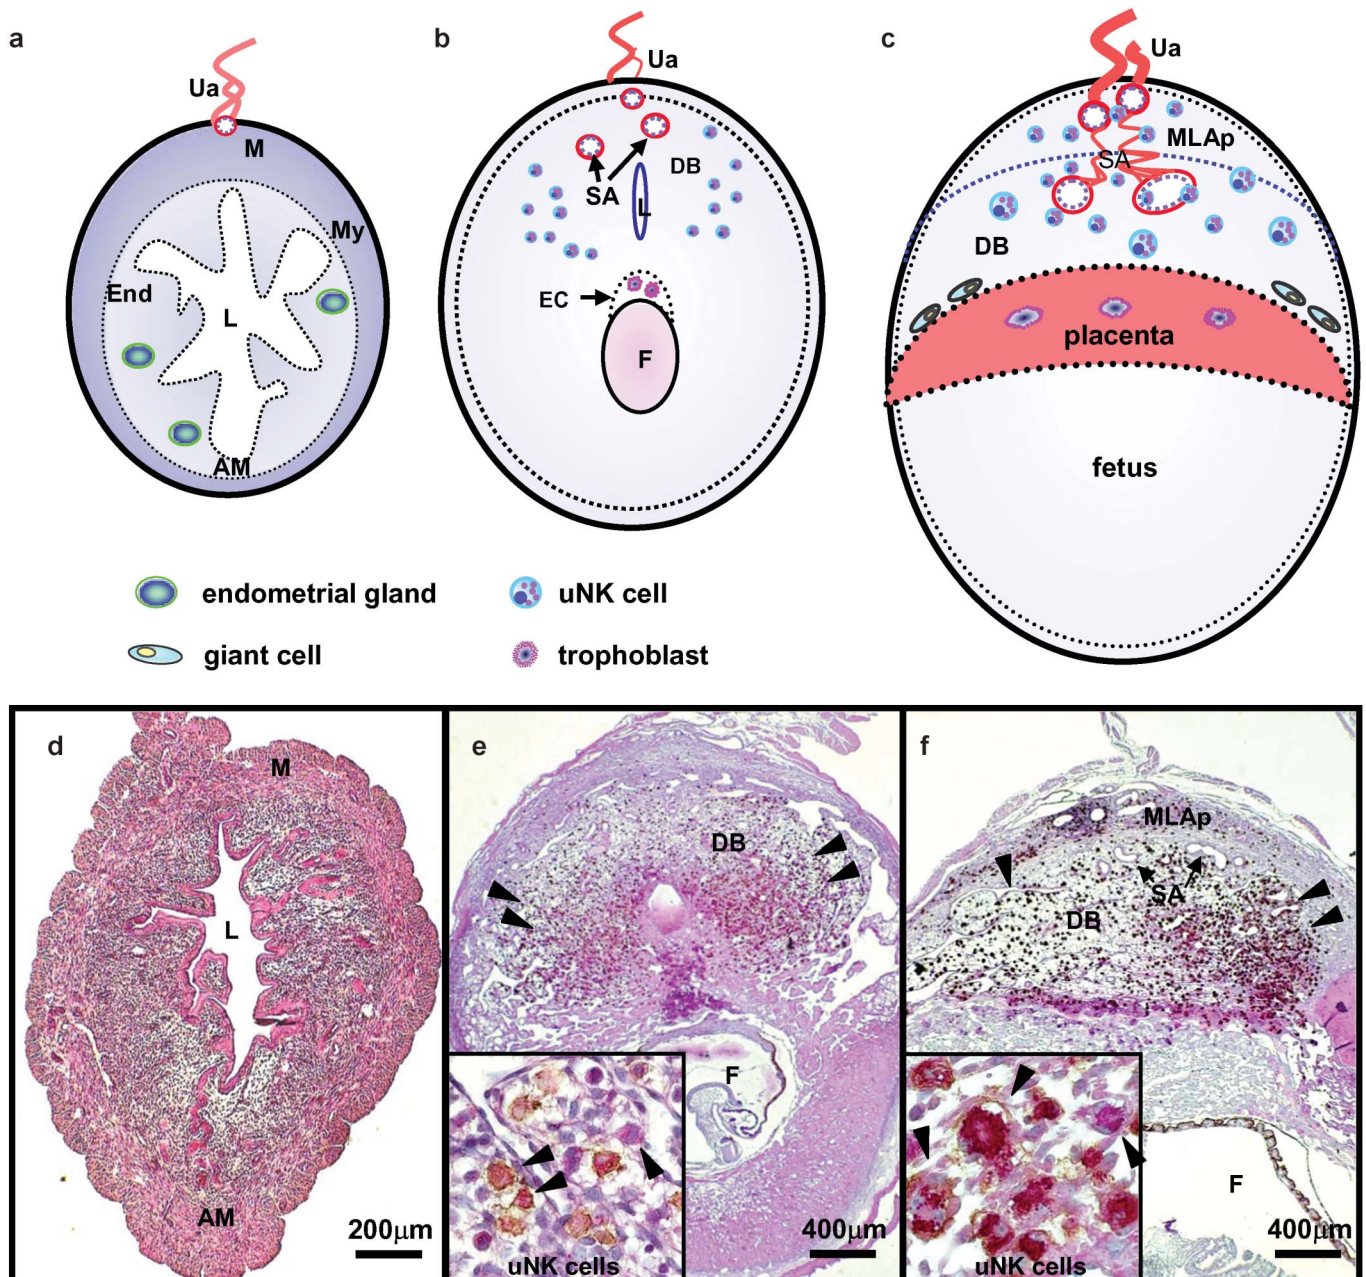 a
Ua
M
My
End
L
AM
b
Ua
DB
SA
L
EC
F
c
Ua
MLAp
SA
DB
placenta
fetus
endometrial gland
uNK cell
giant cell
trophoblast
d
M
L
AM
200μm
e
DB
F
uNK cells
400μm
f
MLAp
SA
DB
F
uNK cells
400μm